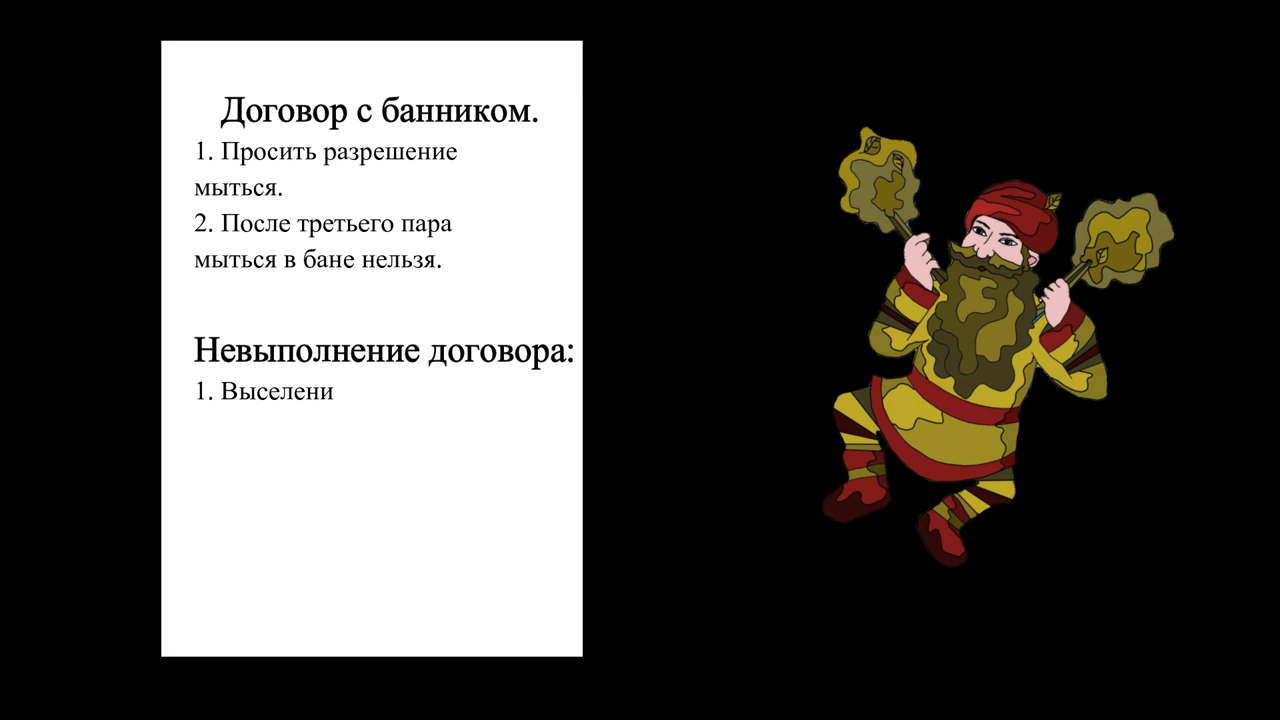 Договор с банником.
1. Просить разрешение
мыться.
2. После третьего пара
мыться в бане нельзя.
Невыполнение договора:
1. Выселени